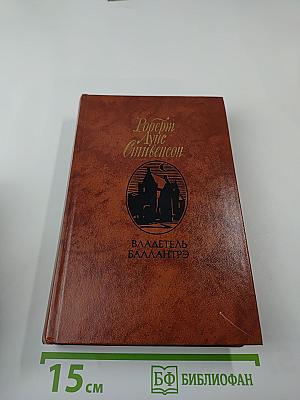 Роберт
Луис
Стивенсон
ВЛАДЕТЕЛЬ
БАЛЛАНТРЭ
15 см
БФ БИБЛИОФАН